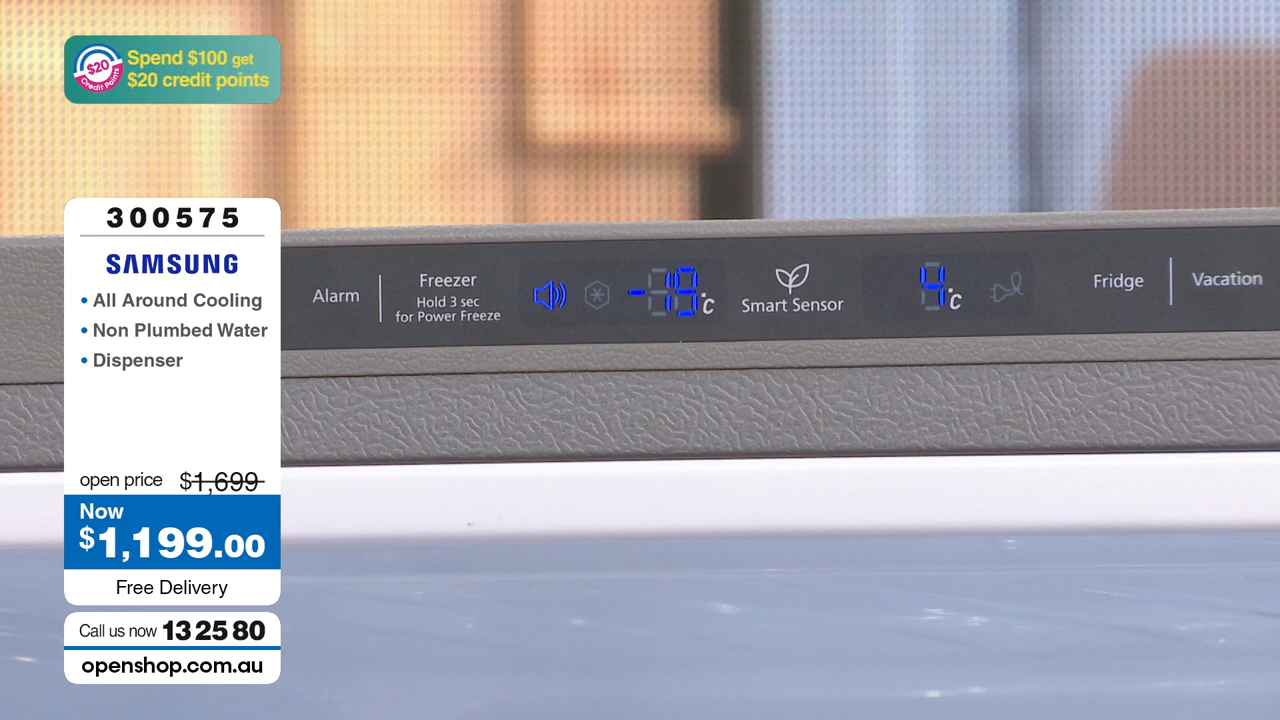 $20
Credit Points
Spend $100 get
$20 credit points
300575
SAMSUNG
• All Around Cooling
• Non Plumbed Water
• Dispenser
open price $1,699
Now
$1,199.00
Free Delivery
Call us now 13 25 80
openshop.com.au
Alarm
Freezer
Hold 3 sec
for Power Freeze
°C
Smart Sensor
4°C
Fridge
Vacation